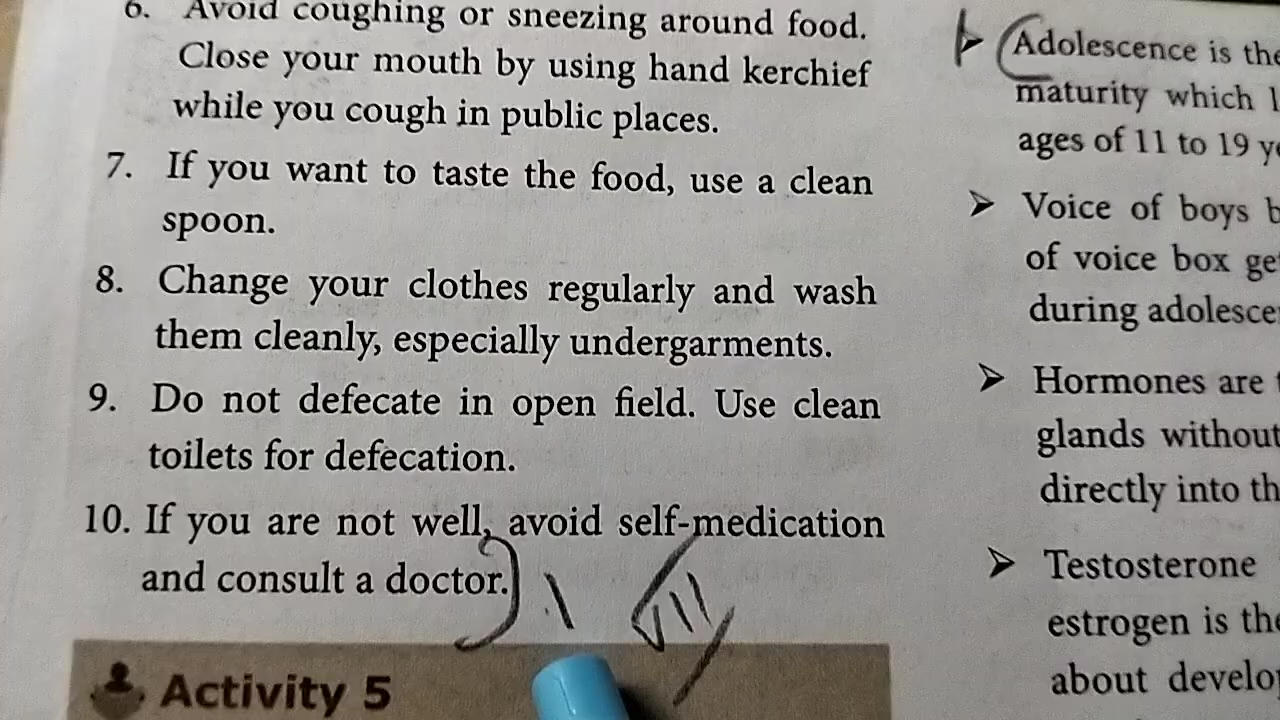 6. Avoid coughing or sneezing around food.
Close your mouth by using hand kerchief
while you cough in public places.
7. If you want to taste the food, use a clean
spoon.
8. Change your clothes regularly and wash
them cleanly, especially undergarments.
9. Do not defecate in open field. Use clean
toilets for defecation.
10. If you are not well, avoid self-medication
and consult a doctor.
Activity 5
Adolescence is the
maturity which
ages of 11 to 19
Voice of boys
of voice box
during
Hormones are
glands without
directly into
Testosterone
estrogen is the
about